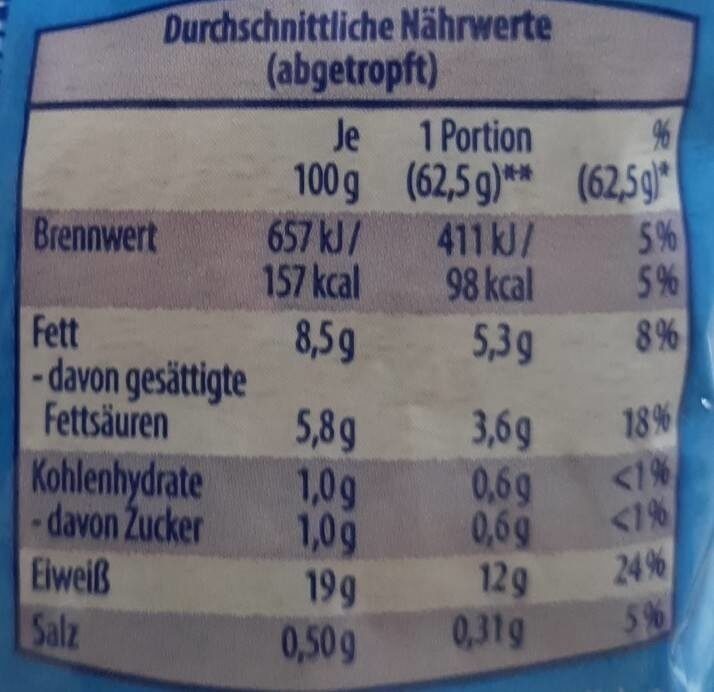 Durchschnittliche Nährwerte
(abgetropft)
Je 1 Portion %
100 g (62,5 g)** (62,5 g)*
Brennwert 657 kJ / 411 kJ / 5 %
157 kcal 98 kcal 5 %
Fett 8,5 g 5,3 g 8 %
- davon gesättigte
Fettsäuren 5,8 g 3,6 g 18 %
Kohlenhydrate 1,0 g 0,6 g <1 %
- davon Zucker 1,0 g 0,6 g <1 %
Eiweiß 19 g 12 g 24 %
Salz 0,50 g 0,31 g 5 %